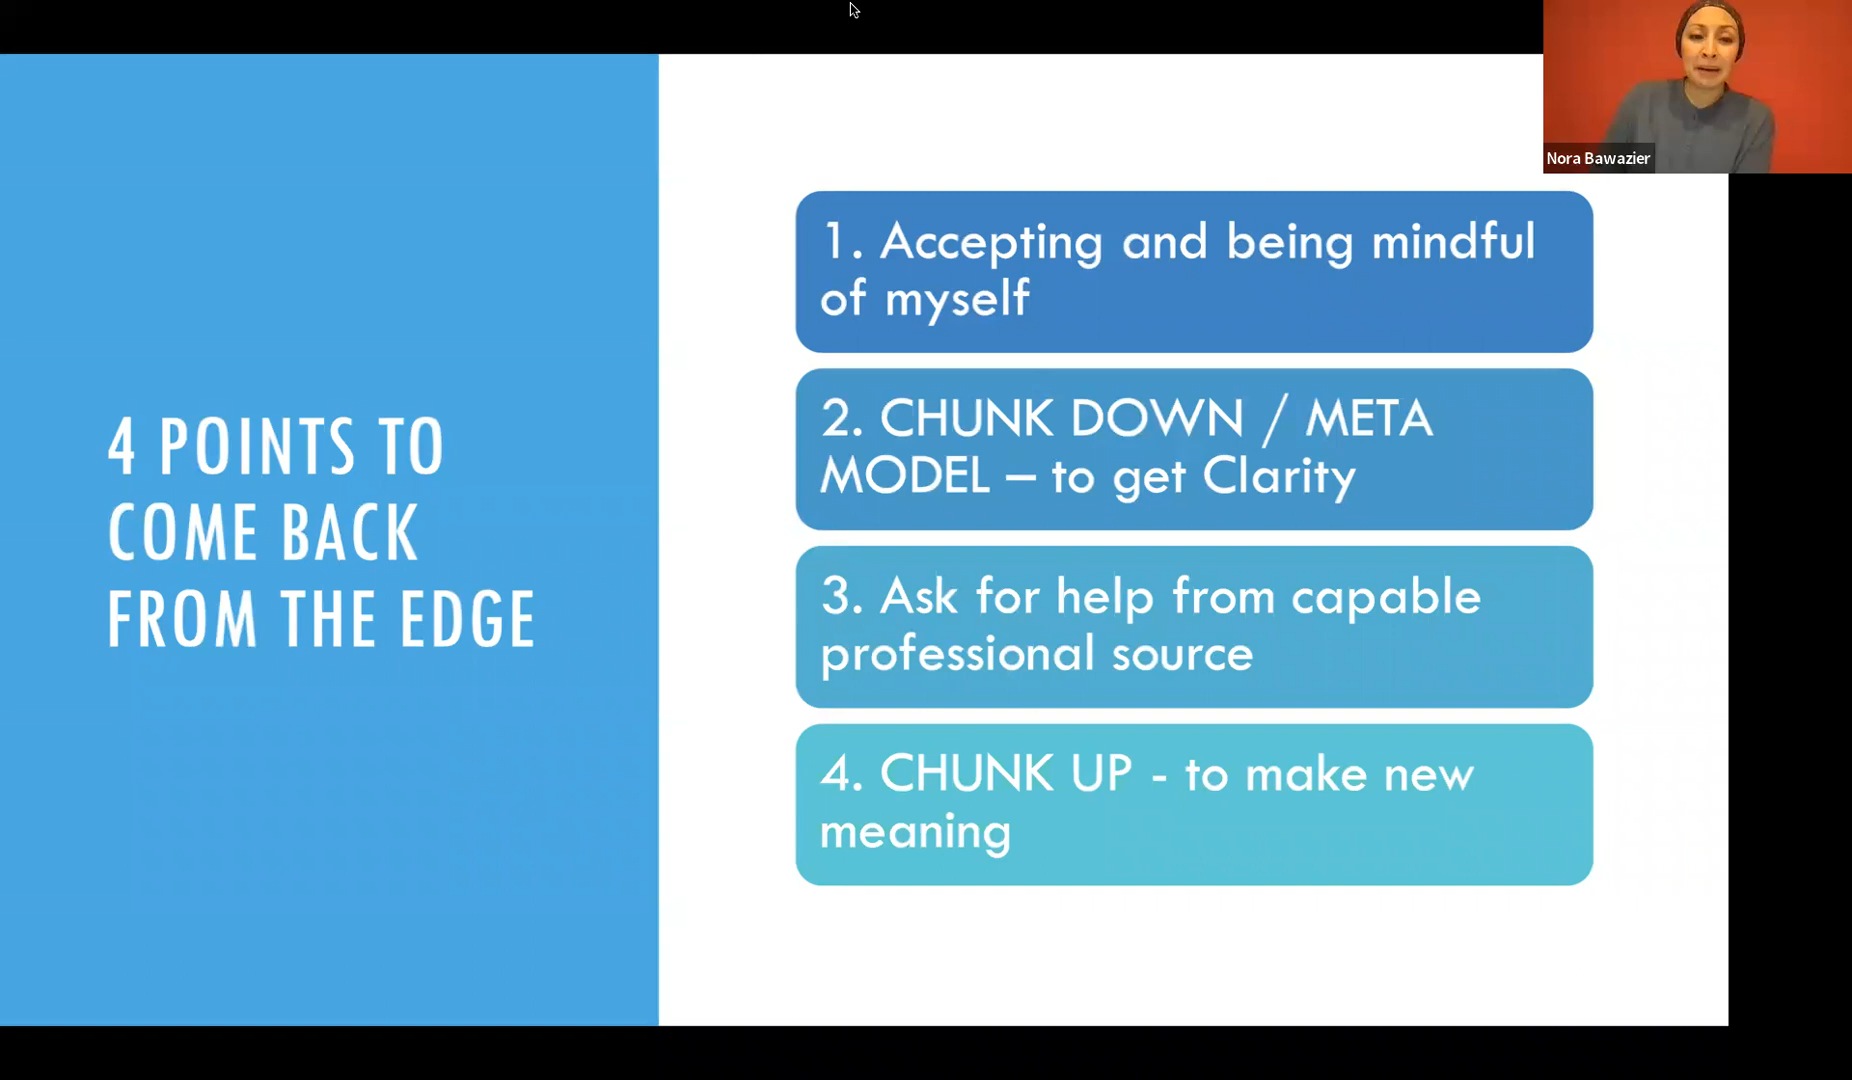 4 POINTS TO
COME BACK
FROM THE EDGE
1. Accepting and being mindful
of myself
2. CHUNK DOWN / META
MODEL – to get Clarity
3. Ask for help from capable
professional source
4. CHUNK UP - to make new
meaning
Nora Bawazier